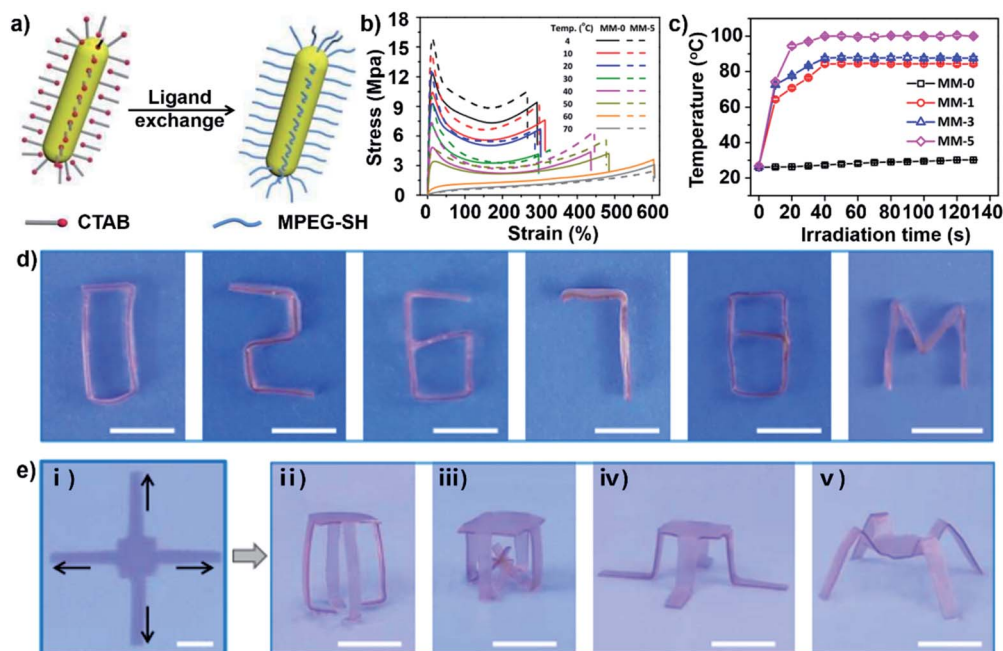 a)
Ligand
exchange
CTAB
MPEG-SH
b)
Stress (Mpa)
18
15
12
9
6
3
0
Temp. (°C) MM-0 MM-5
4
10
20
30
40
50
60
70
0 100 200 300 400 500 600
Strain (%)
c)
Temperature (°C)
100
80
60
40
20
MM-0
MM-1
MM-3
MM-5
0 20 40 60 80 100 120 140
Irradiation time (s)
d)
e)
i)
ii)
iii)
iv)
v)